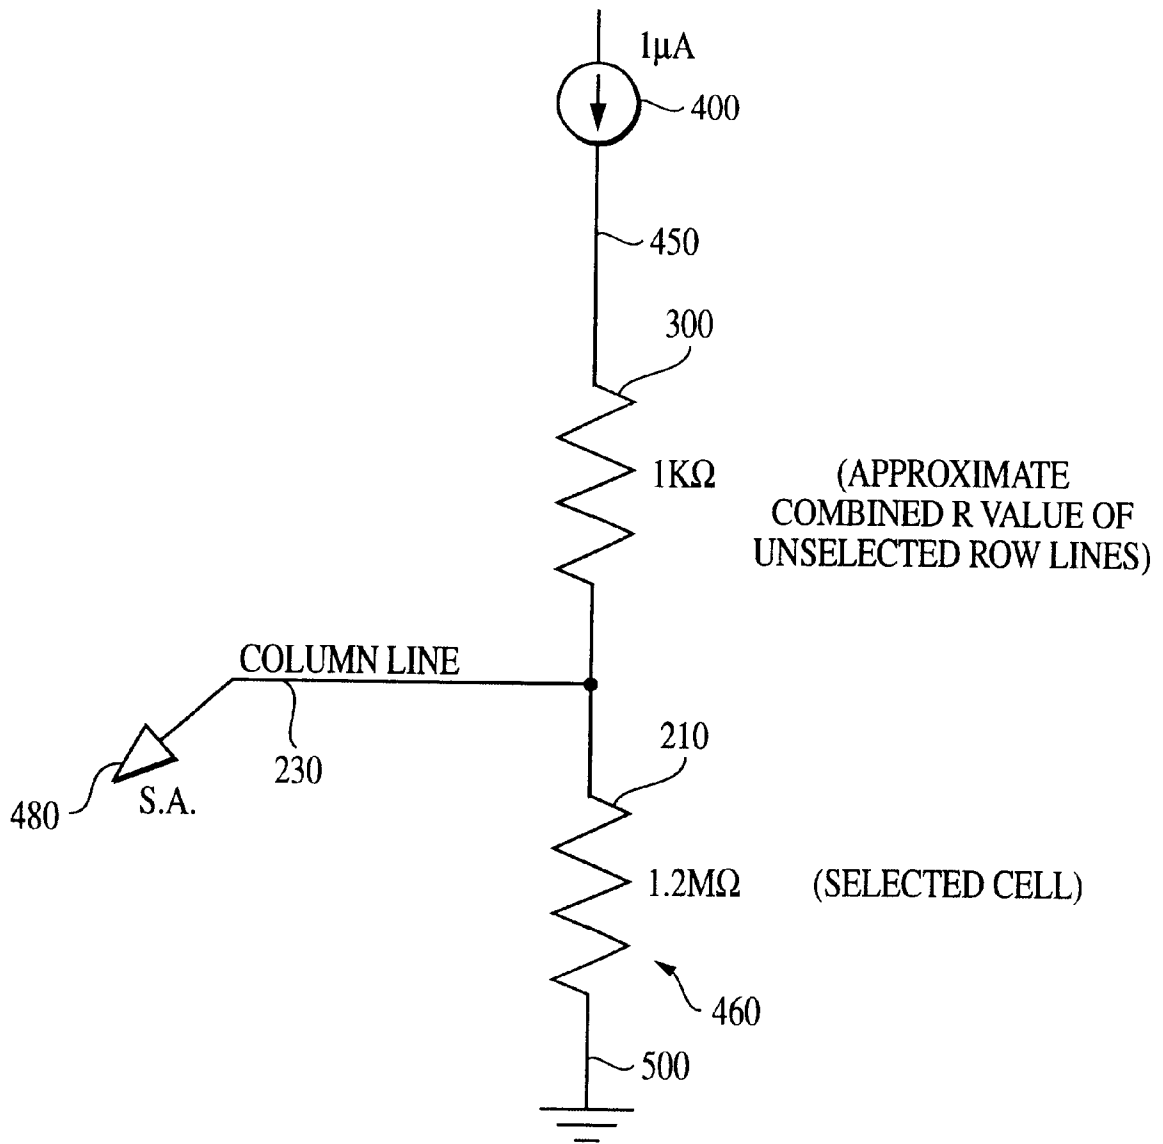 1μA
400
450
300
1KΩ
(APPROXIMATE
COMBINED R VALUE OF
UNSELECTED ROW LINES)
COLUMN LINE
230
480
S.A.
210
1.2MΩ
(SELECTED CELL)
460
500